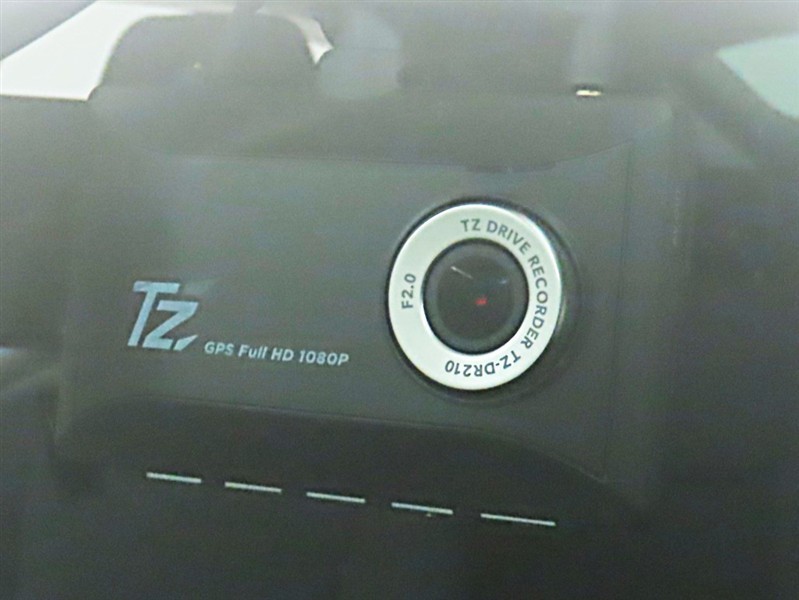 TZ
GPS Full HD 1080P
F2.0
TZ DRIVE RECORDER TZ-DR210